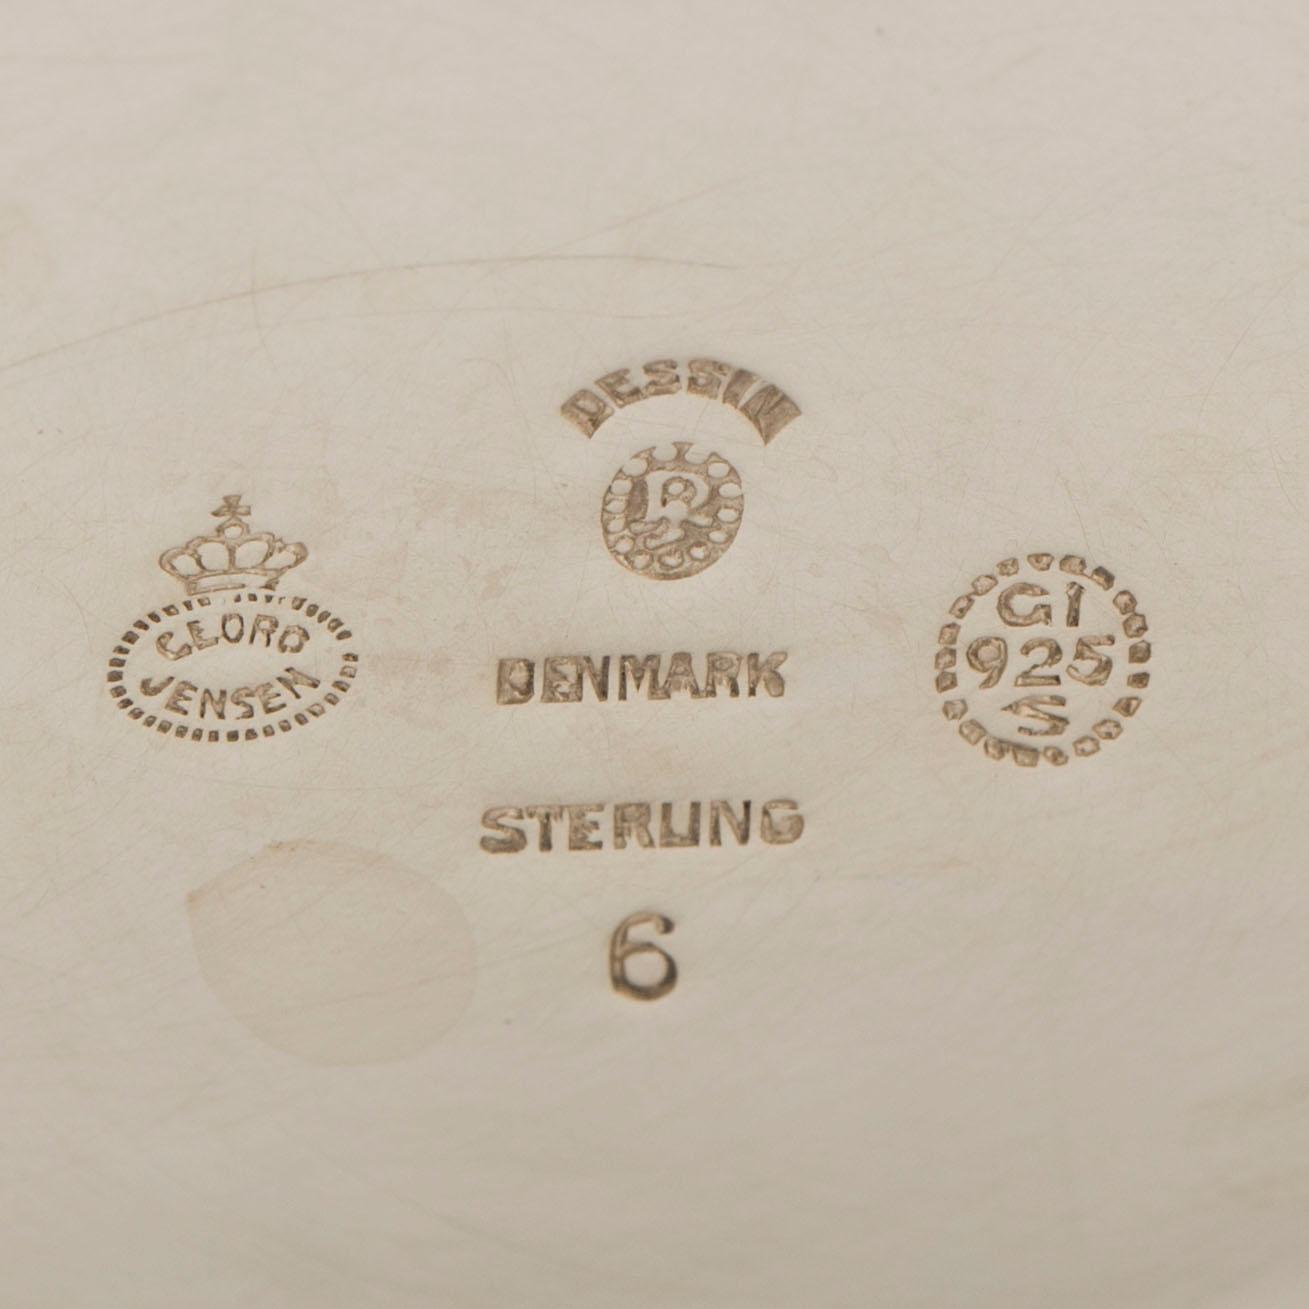 DESSIN
GEORG
JENSEN
DENMARK
GI
925
S
STERLING
6